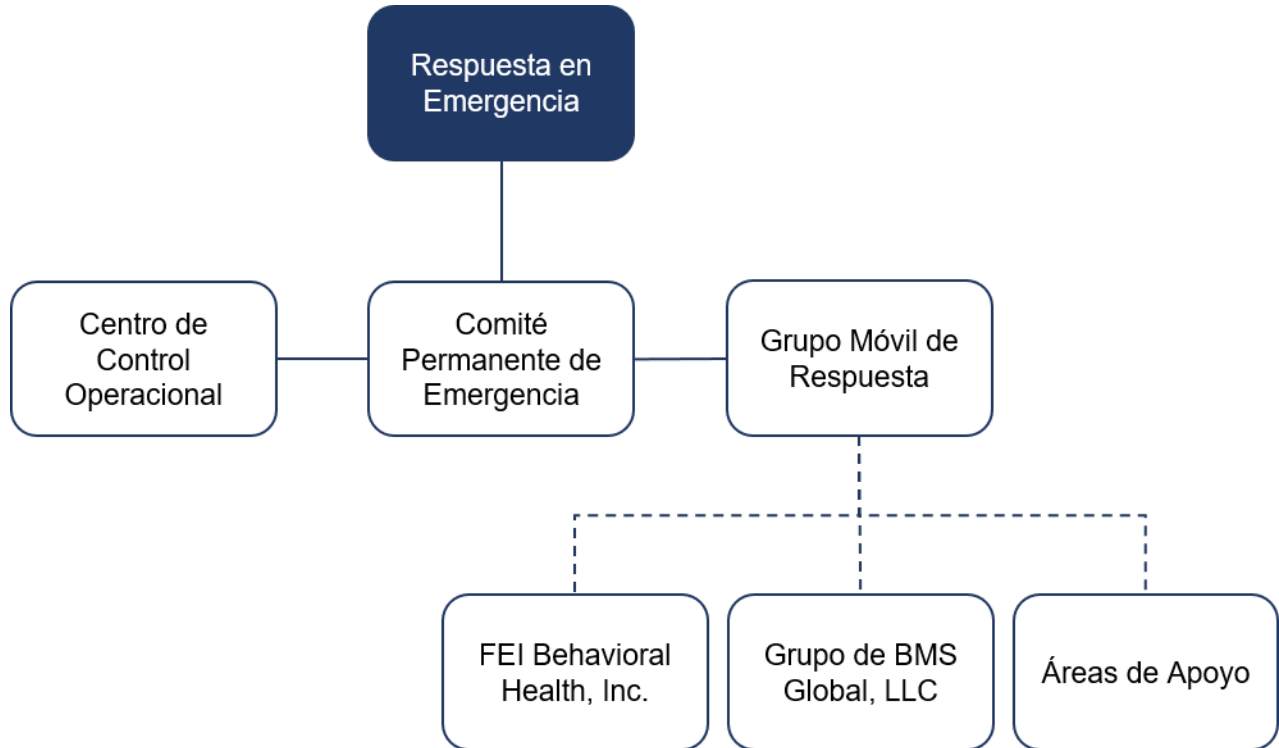 Respuesta en
Emergencia
Centro de
Control
Operacional
Comité
Permanente de
Emergencia
Grupo Móvil de
Respuesta
FEI Behavioral
Health, Inc.
Grupo de BMS
Global, LLC
Áreas de Apoyo